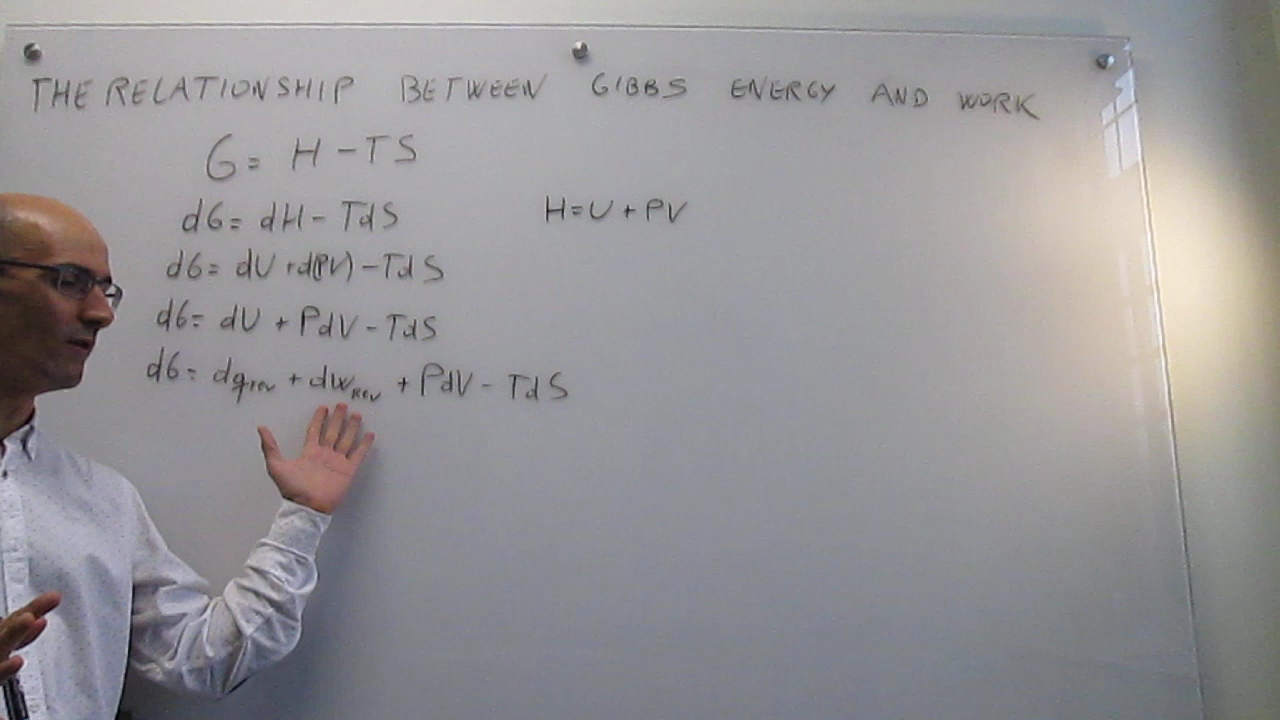 THE RELATIONSHIP BETWEEN GIBBS ENERGY AND WORK
G = H - TS
dG = dH - TdS
H = U + PV
dG = dU + d(PV) - TdS
dG = dU + PdV - TdS
dG = dqrev + dwRev + PdV - TdS